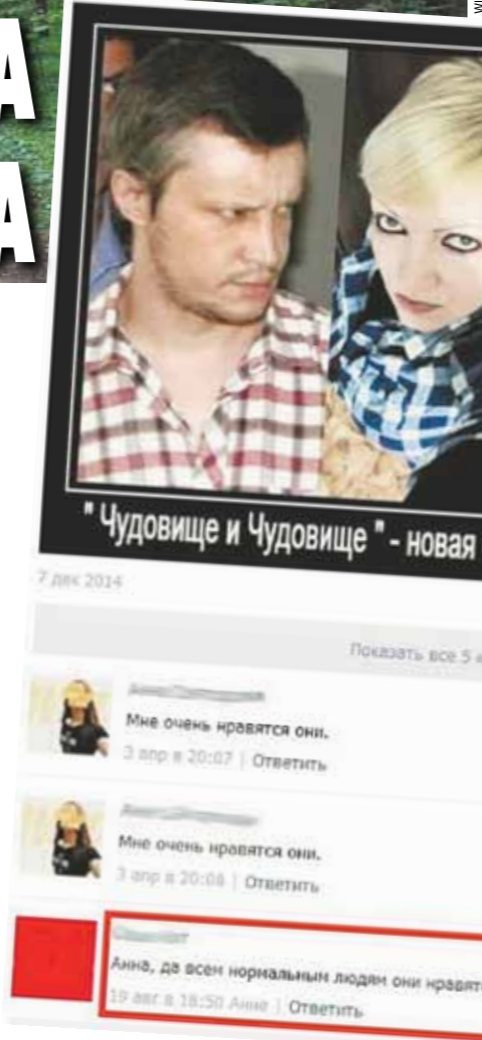 А
А
" Чудовище и Чудовище " - новая
7 дек 2014
Показать все 5
Мне очень нравятся они.
3 апр в 20:07 | Ответить
Мне очень нравятся они.
3 апр в 20:08 | Ответить
Анна, да всем нормальным людям они нравят
19 авг в 18:50 Анне | Ответить